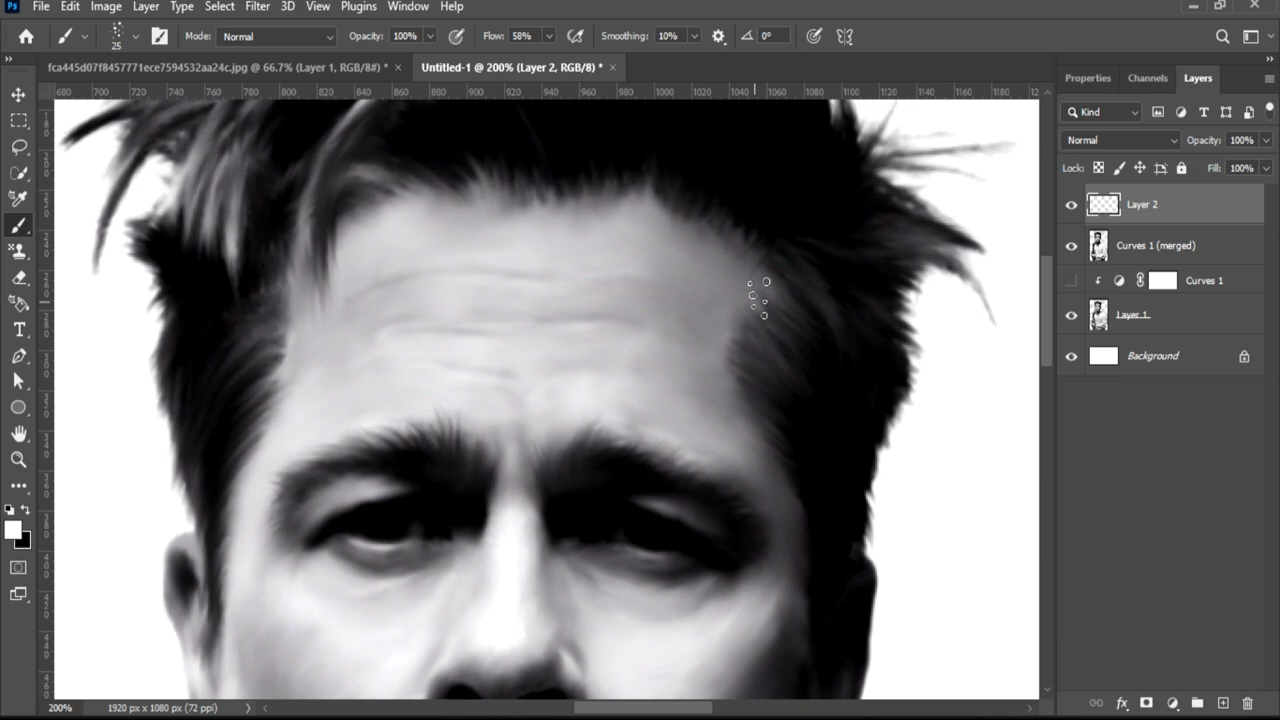 Ps File Edit Image Layer Type Select Filter 3D View Plugins Window Help
25 Mode: Normal Opacity: 100% Flow: 58% Smoothing: 10% 0°
fca445d07f8457771ece7594532aa24c.jpg @ 66.7% (Layer 1, RGB/8#) * × Untitled-1 @ 200% (Layer 2, RGB/8) * ×
Properties Channels Layers
680 700 720 740 760 780 800 820 840 860 880 900 920 940 960 980 1000 1020 1040 1060 1080 1100 1120 1140 1160 1180
Kind
Normal Opacity: 100%
Lock: Fill: 100%
Layer 2
Curves 1 (merged)
Curves 1
Layer 1
Background
200% 1920 px x 1080 px (72 ppi)
fx